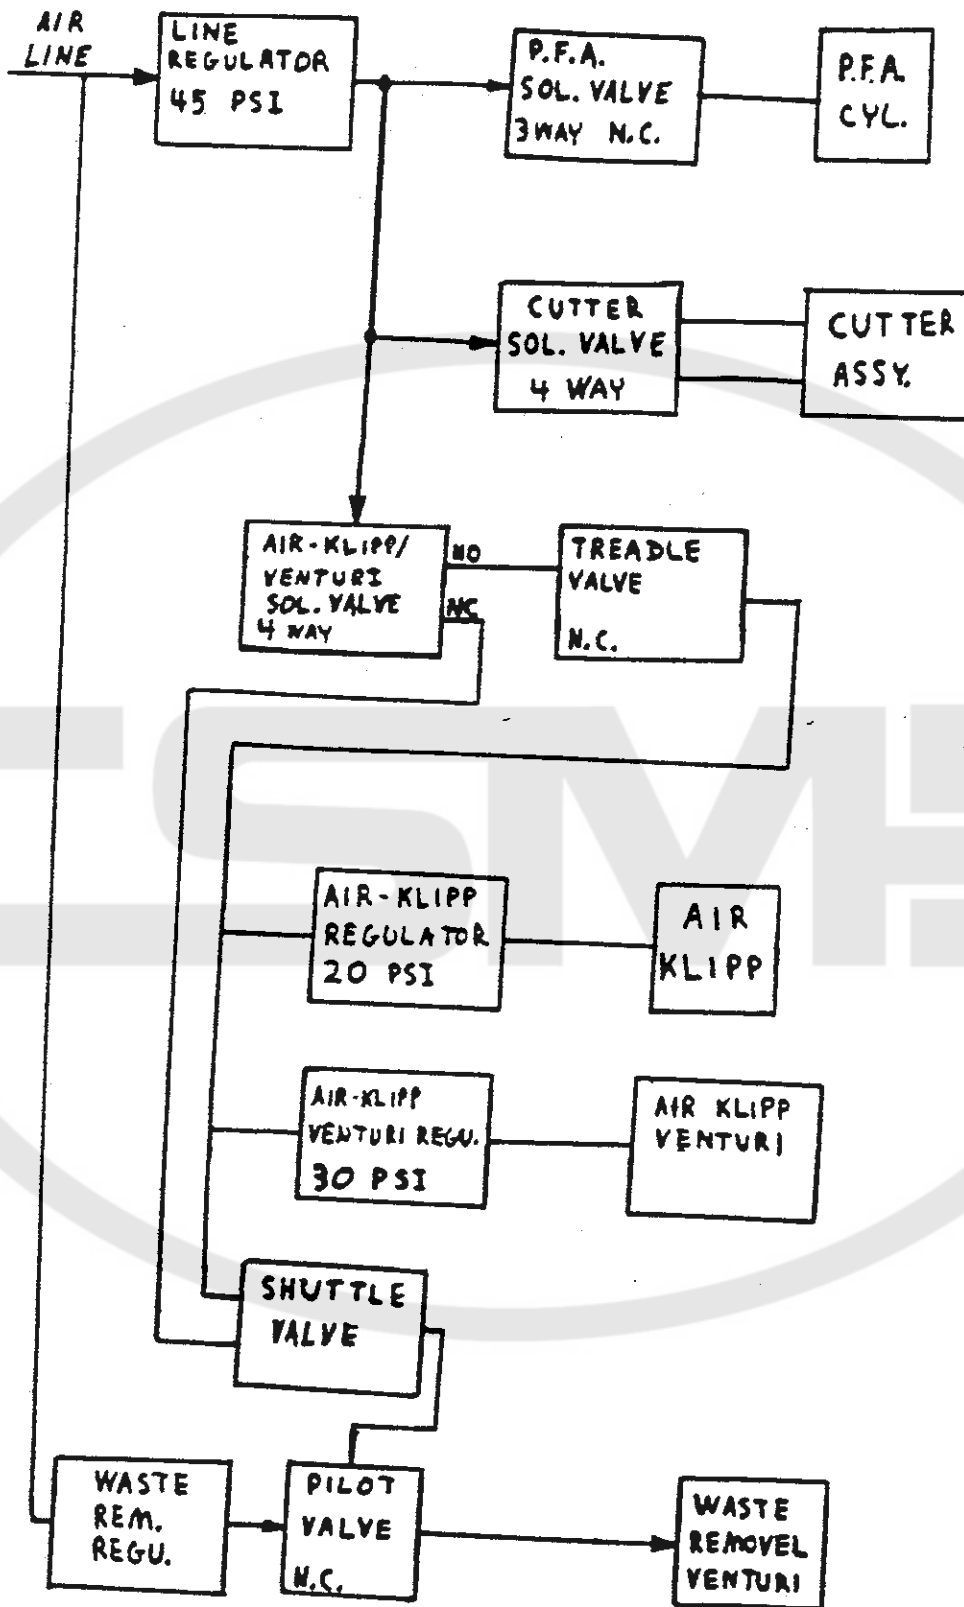 AIR
LINE
LINE
REGULATOR
45 PSI
P.F.A.
SOL. VALVE
3WAY N.C.
P.F.A.
CYL.
CUTTER
SOL. VALVE
4 WAY
CUTTER
ASSY.
AIR-KLIPP/
VENTURI
SOL. VALVE
4 WAY
NO
NC
TREADLE
VALVE
N.C.
AIR-KLIPP
REGULATOR
20 PSI
AIR
KLIPP
AIR-KLIPP
VENTURI REGU.
30 PSI
AIR KLIPP
VENTURI
SHUTTLE
VALVE
WASTE
REM.
REGU.
PILOT
VALVE
N.C.
WASTE
REMOVEL
VENTURI